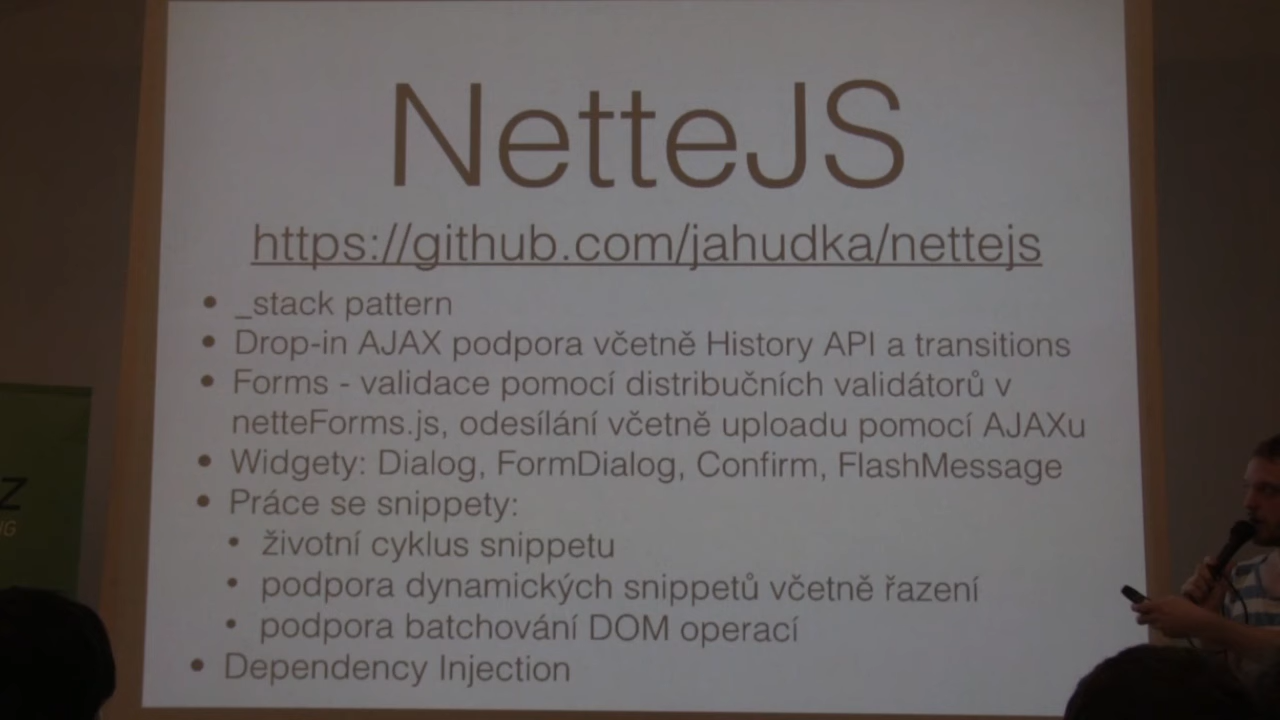 NetteJS
https://github.com/jahudka/nettejs
• _stack pattern
• Drop-in AJAX podpora včetně History API a transitions
• Forms - validace pomocí distribučních validátorů v
netteForms.js, odesílání včetně uploadu pomocí AJAXu
• Widgety: Dialog, FormDialog, Confirm, FlashMessage
• Práce se snippety:
• životní cyklus snippetu
• podpora dynamických snippetů včetně řazení
• podpora batchování DOM operací
• Dependency Injection